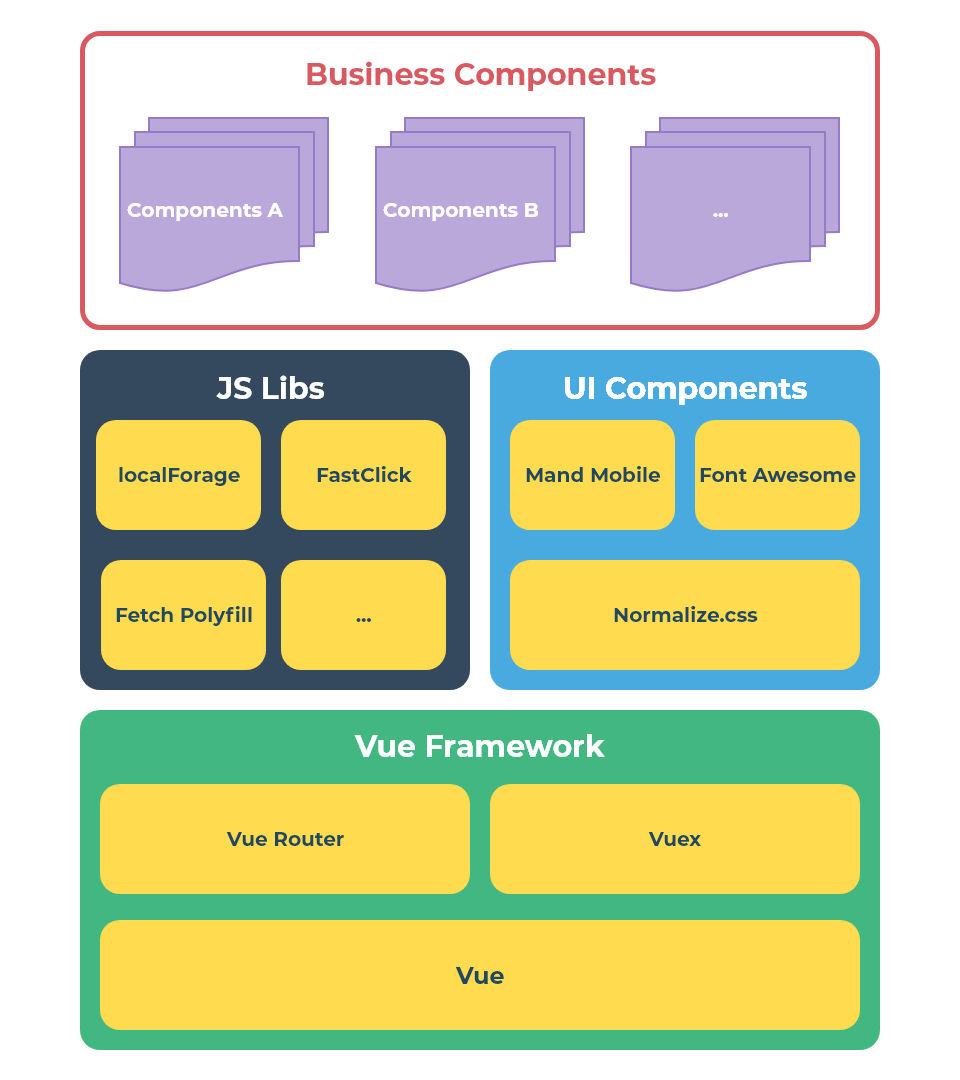 Business Components
Components A
Components B
...
JS Libs
localForage
FastClick
Fetch Polyfill
...
UI Components
Mand Mobile
Font Awesome
Normalize.css
Vue Framework
Vue Router
Vuex
Vue